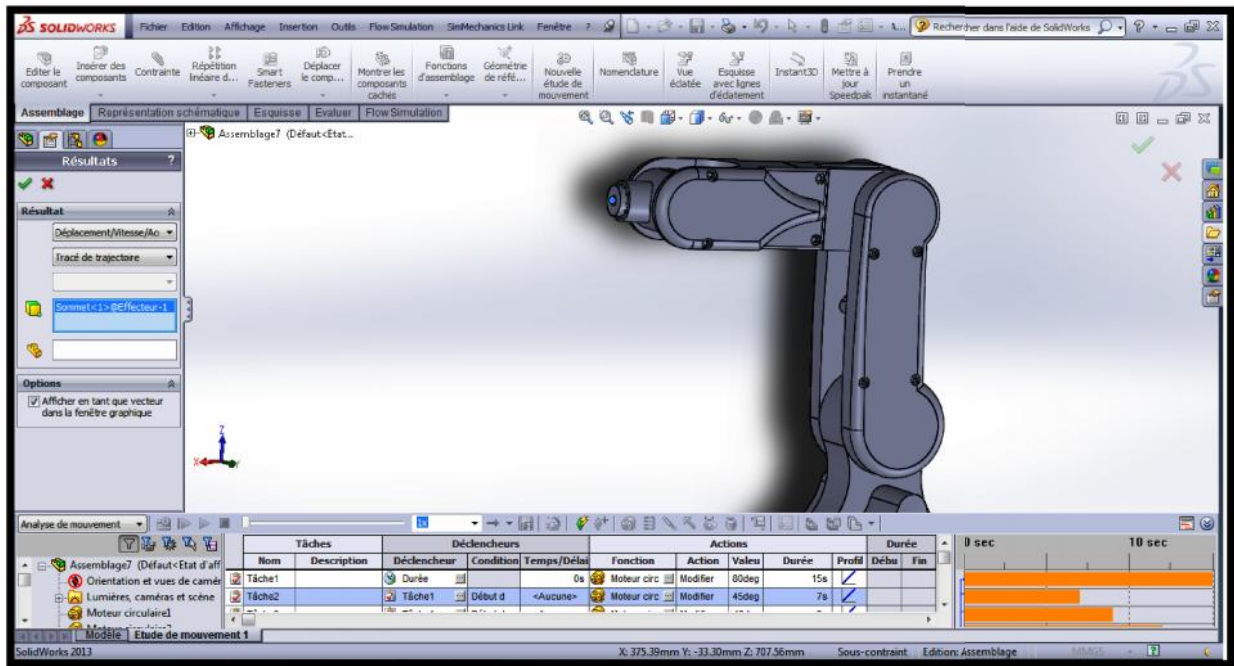 SOLIDWORKS Fichier Edition Affichage Insertion Outils Flow Simulation SimMechanics Link Fenêtre ? Rechercher dans l'aide de SolidWorks
Editer le composant Insérer des composants Contrainte Répétition linéaire d... Smart Fasteners Déplacer le comp... Montrer les composants cachés Fonctions d'assemblage Géométrie de réfé... Nouvelle étude de mouvement Nomenclature Vue éclatée Esquisse avec lignes d'éclatement Instant3D Mettre à jour Speedpak Prendre un instantané
Assemblage Représentation schématique Esquisse Evaluer Flow Simulation
Assemblage7 (Défaut<Etat...
Résultats ?
Résultat
Déplacement/Vitesse/Ac
Tracé de trajectoire
Sommet<1>@Effecteur-1
Options
Afficher en tant que vecteur
dans la fenêtre graphique
Z
X
Y
Analyse de mouvement 1x
Tâches Déclencheurs Actions Durée 0 sec 10 sec
Nom Description Déclencheur Condition Temps/Délai Fonction Action Valeu Durée Profil Débu Fin
Assemblage7 (Défaut<Etat d'aff
Orientation et vues de camér
Lumières, caméras et scène
Moteur circulaire1
Tâche1 Durée 0s Moteur circ Modifier 80deg 15s
Tâche2 Tâche1 Début d <Aucune> Moteur circ Modifier 45deg 7s
Modèle Etude de mouvement 1
SolidWorks 2013 X: 375.39mm Y: -33.30mm Z: 707.56mm Sous-contraint Edition: Assemblage MMGS